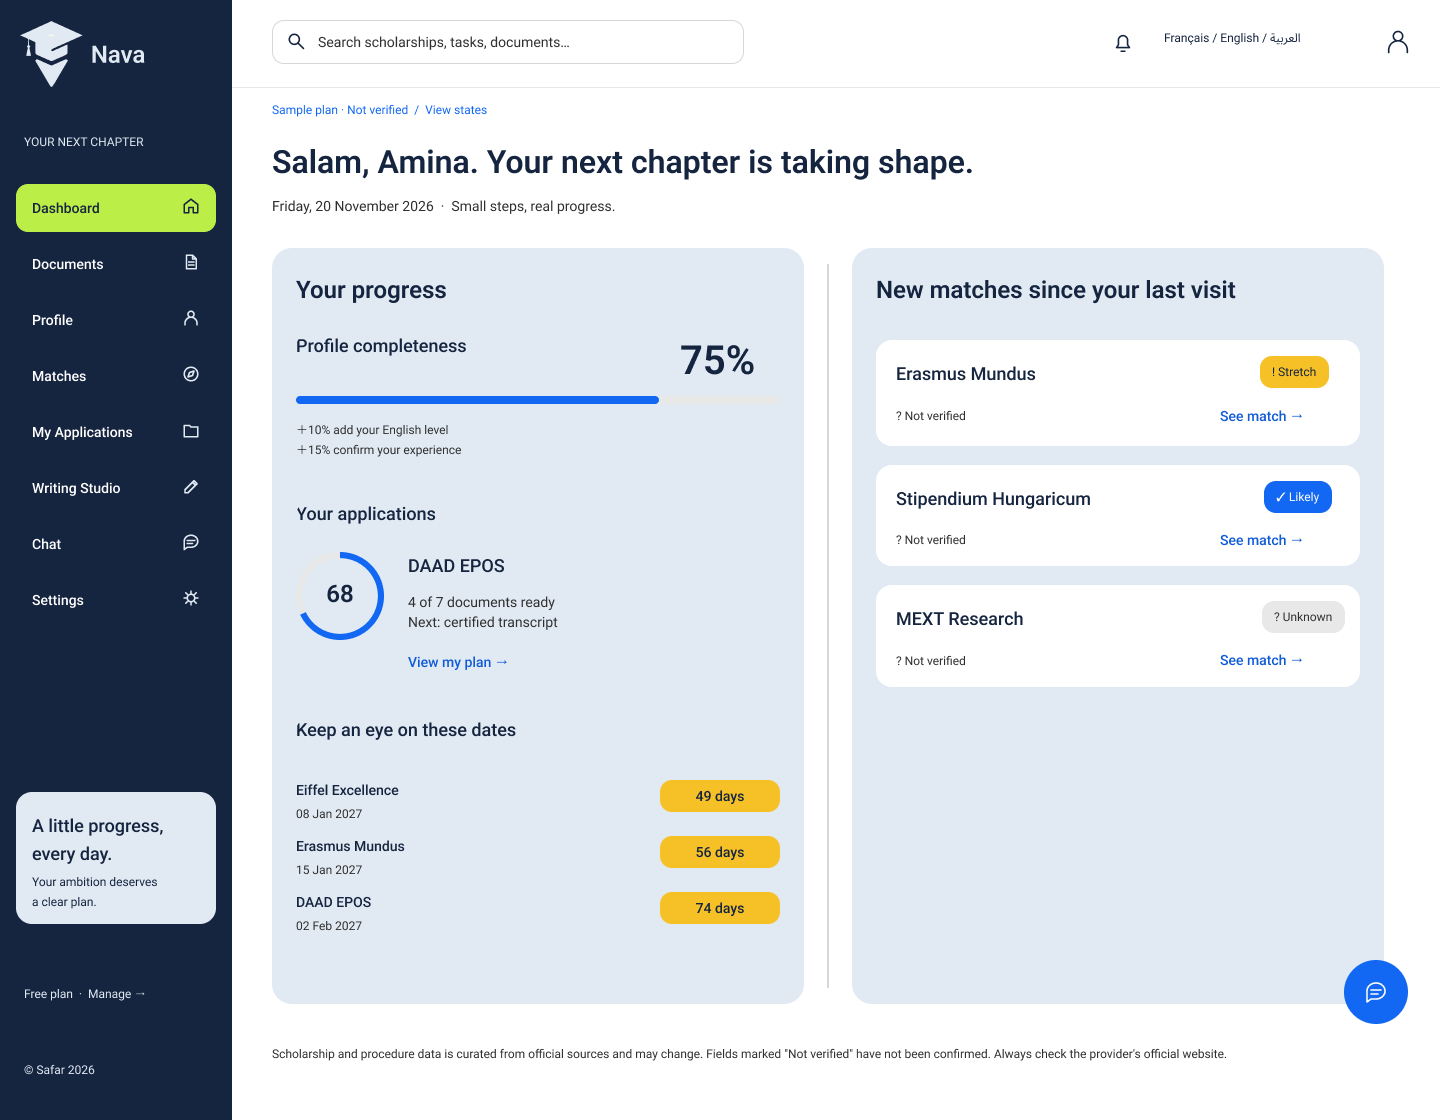 Nava
YOUR NEXT CHAPTER
Dashboard
Documents
Profile
Matches
My Applications
Writing Studio
Chat
Settings
A little progress,
every day.
Your ambition deserves
a clear plan.
Free plan · Manage →
© Safar 2026
Search scholarships, tasks, documents...
Français / English / العربية
Sample plan · Not verified / View states
Salam, Amina. Your next chapter is taking shape.
Friday, 20 November 2026 · Small steps, real progress.
Your progress
Profile completeness
75%
+10% add your English level
+15% confirm your experience
Your applications
68
DAAD EPOS
4 of 7 documents ready
Next: certified transcript
View my plan →
Keep an eye on these dates
Eiffel Excellence
49 days
08 Jan 2027
Erasmus Mundus
56 days
15 Jan 2027
DAAD EPOS
74 days
02 Feb 2027
New matches since your last visit
Erasmus Mundus
! Stretch
? Not verified
See match →
Stipendium Hungaricum
✓ Likely
? Not verified
See match →
MEXT Research
? Unknown
? Not verified
See match →
Scholarship and procedure data is curated from official sources and may change. Fields marked "Not verified" have not been confirmed. Always check the provider's official website.